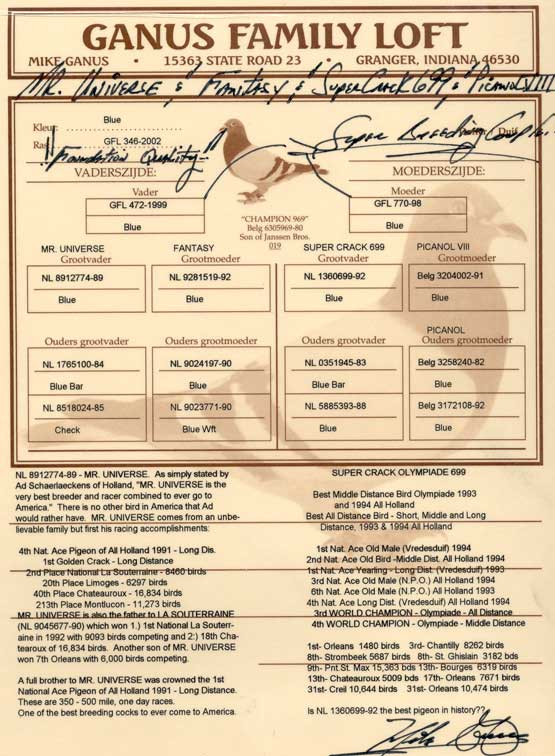 GANUS FAMILY LOFT
MIKE GANUS • 15363 STATE ROAD 23 • GRANGER, INDIANA 46530
MR. UNIVERSE & "FANTASY" & "SUPER CRACK 699" & "PICANOL VIII"
Kleur: Blue
GFL 346-2002
Duif
"Foundation Quality" Super Breeding Couple
VADERSZIJDE: MOEDERSZIJDE:
Vader Moeder
GFL 472-1999 GFL 770-98
Blue Blue
"CHAMPION 969"
Belg 6305969-80
Son of Janssen Bros.
019
MR. UNIVERSE FANTASY SUPER CRACK 699 PICANOL VIII
Grootvader Grootmoeder Grootvader Grootmoeder
NL 8912774-89 NL 9281519-92 NL 1360699-92 Belg 3204002-91
Blue Blue Blue Blue
PICANOL
Ouders grootvader Ouders grootmoeder Ouders grootvader Ouders grootmoeder
NL 1765100-84 NL 9024197-90 NL 0351945-83 Belg 3258240-82
Blue Bar Blue Blue Bar Blue
NL 8518024-85 NL 9023771-90 NL 5885393-88 Belg 3172108-92
Check Blue Wft Blue Blue
NL 8912774-89 - MR. UNIVERSE. As simply stated by
Ad Schaerlaeckens of Holland, "MR. UNIVERSE is the
very best breeder and racer combined to ever go to
America." There is no other bird in America that Ad
would rather have. MR. UNIVERSE comes from an unbe-
lievable family but first his racing accomplishments:
4th Nat. Ace Pigeon of All Holland 1991 - Long Dis.
1st Golden Crack - Long Distance
2nd Place National La Souterraine - 8460 birds
20th Place Limoges - 6297 birds
40th Place Chateauroux - 16,834 birds
213th Place Montlucon - 11,273 birds
MR. UNIVERSE is also the father to LA SOUTERRAINE
(NL 9045677-90) which won 1.) 1st National La Souterr-
aine in 1992 with 9093 birds competing and 2:) 18th Cha-
tearoux of 16,834 birds. Another son of MR. UNIVERSE
won 7th Orleans with 6,000 birds competing.
A full brother to MR. UNIVERSE was crowned the 1st
National Ace Pigeon of All Holland 1991 - Long Distance.
These are 350 - 500 mile, one day races.
One of the best breeding cocks to ever come to America.
SUPER CRACK OLYMPIADE 699
Best Middle Distance Bird Olympiade 1993
and 1994 All Holland
Best All Distance Bird - Short, Middle and Long
Distance, 1993 & 1994 All Holland
1st Nat. Ace Old Male (Vredesduif) 1994
2nd Nat. Ace Old Bird -Middle Dist. All Holland 1994
1st Nat. Ace Yearling - Long Dist. (Vredesduif) 1993
3rd Nat. Ace Old Male (N.P.O.) All Holland 1994
6th Nat. Ace Old Male (N.P.O.) All Holland 1994
4th Nat. Ace Long Dist. (Vredesduif) All Holland 1994
3rd WORLD CHAMPION - Olympiade - All Distance
4th WORLD CHAMPION - Olympiade - Middle Distance
1st- Orleans 1480 birds 3rd- Chantilly 8262 birds
8th- Strombeek 5687 birds 8th- St. Ghislain 3182 bds
9th- Pnt.St. Max 15,363 bds 13th- Bourges 6319 birds
13th- Chateauroux 5009 bds 17th- Orleans 7671 birds
31st- Creil 10,644 birds 31st- Orleans 10,474 birds
Is NL 1360699-92 the best pigeon in history??